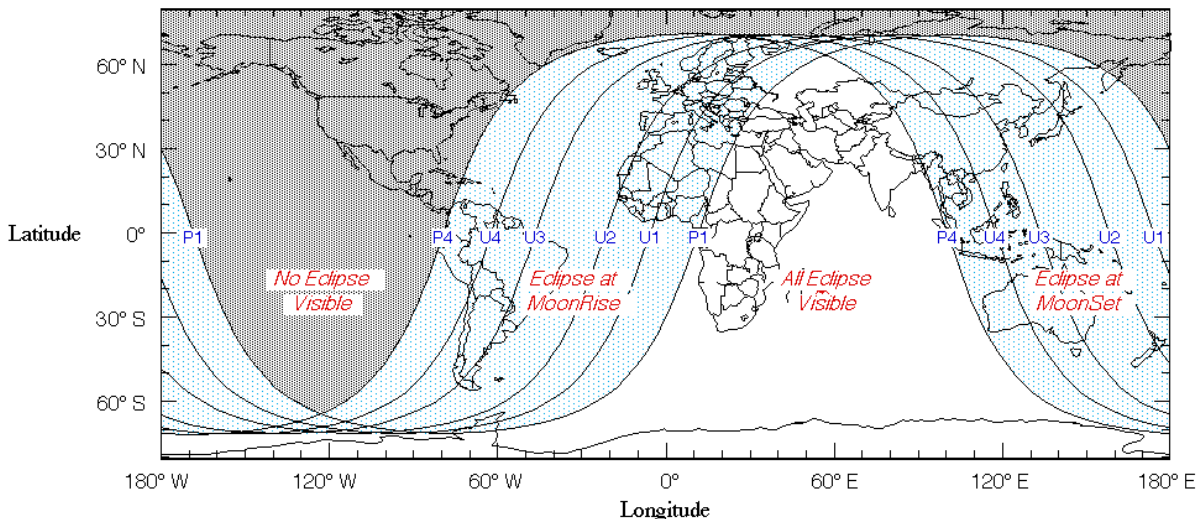 60° N
30° N
Latitude
0°
30° S
60° S
P1
P4
U4
U3
U2
U1
P1
P4
U4
U3
U2
U1
No Eclipse
Visible
Eclipse at
MoonRise
All Eclipse
Visible
Eclipse at
MoonSet
180° W
120° W
60° W
0°
60° E
120° E
180° E
Longitude